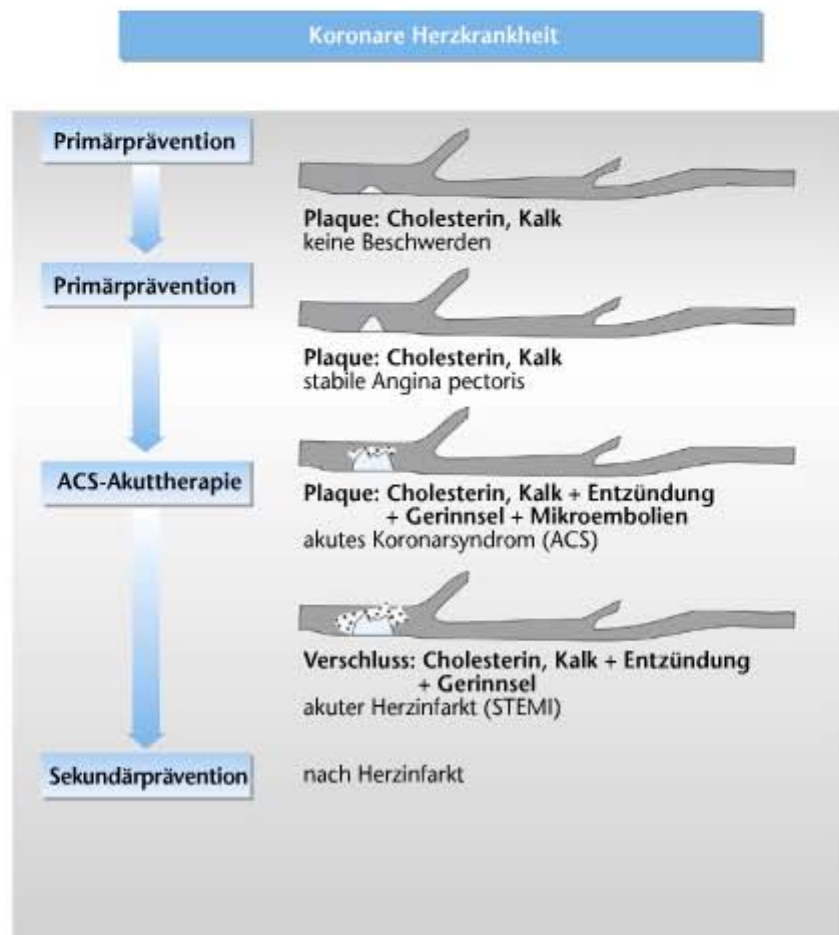 Koronare Herzkrankheit
Primärprävention
Plaque: Cholesterin, Kalk
keine Beschwerden
Primärprävention
Plaque: Cholesterin, Kalk
stabile Angina pectoris
ACS-Akuttherapie
Plaque: Cholesterin, Kalk + Entzündung
+ Gerinnsel + Mikroembolien
akutes Koronarsyndrom (ACS)
Verschluss: Cholesterin, Kalk + Entzündung
+ Gerinnsel
akuter Herzinfarkt (STEMI)
Sekundärprävention
nach Herzinfarkt